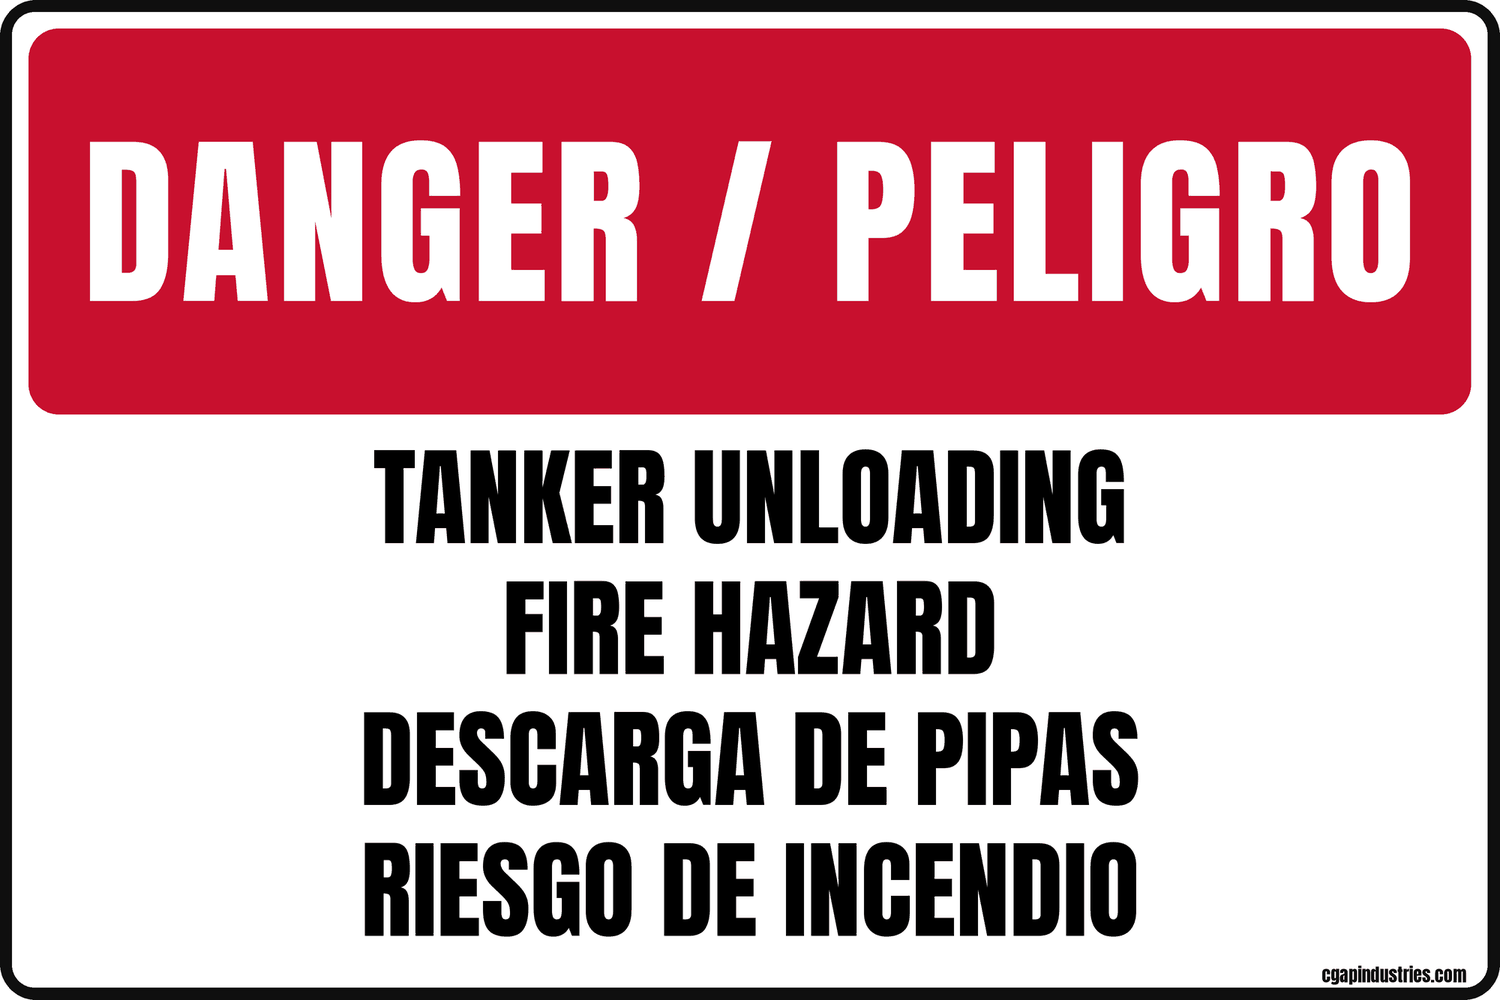 DANGER / PELIGRO
TANKER UNLOADING
FIRE HAZARD
DESCARGA DE PIPAS
RIESGO DE INCENDIO
cgapindustries.com